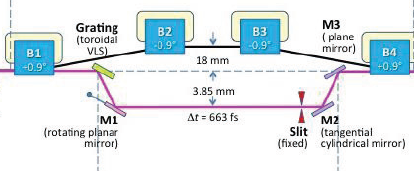 Grating
(toroidal
VLS)
B1
+0.9°
B2
-0.9°
B3
-0.9°
M3
( plane
mirror)
B4
+0.9°
18 mm
3.85 mm
Δt = 663 fs
M1
(rotating planar
mirror)
Slit
(fixed)
M2
(tangential
cylindrical mirror)